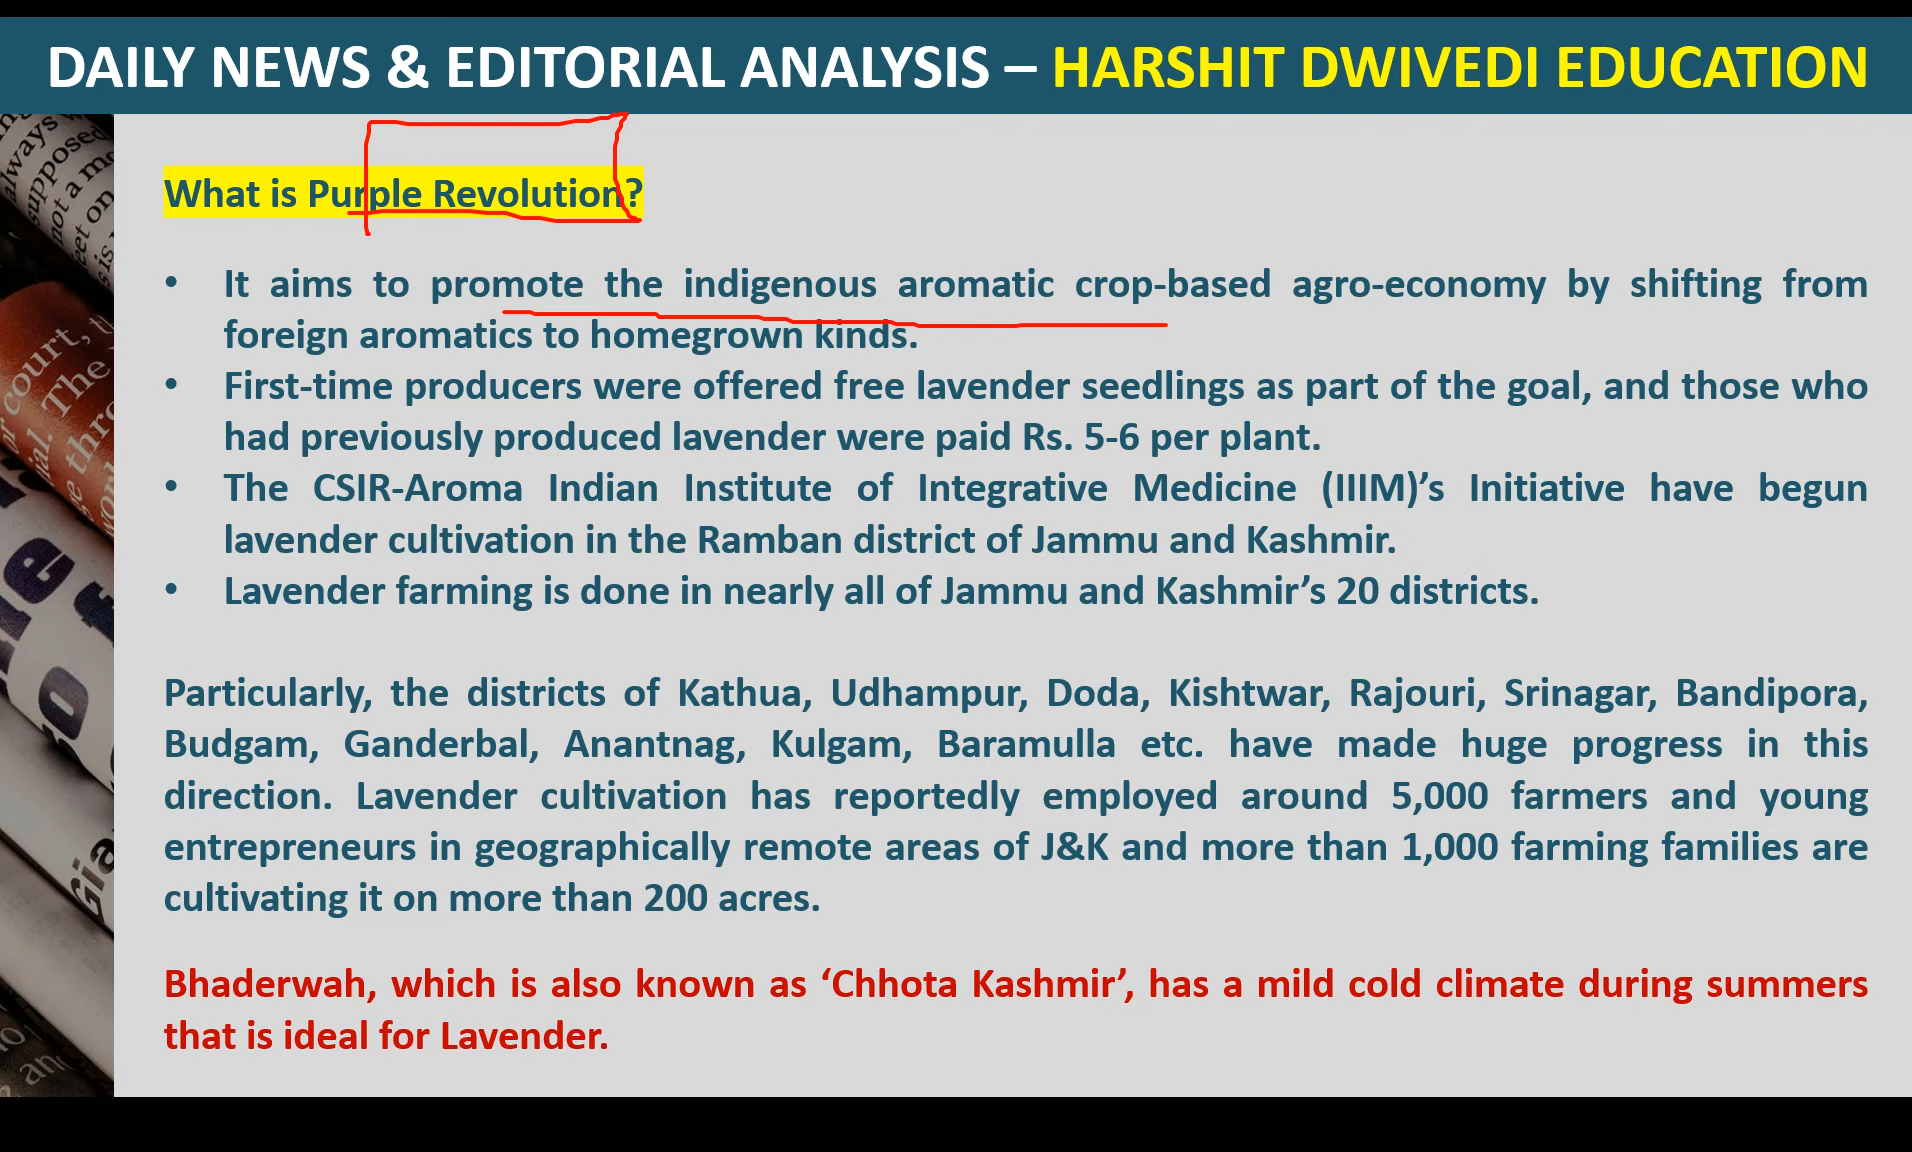 DAILY NEWS & EDITORIAL ANALYSIS – HARSHIT DWIVEDI EDUCATION
What is Purple Revolution?
• It aims to promote the indigenous aromatic crop-based agro-economy by shifting from
foreign aromatics to homegrown kinds.
• First-time producers were offered free lavender seedlings as part of the goal, and those who
had previously produced lavender were paid Rs. 5-6 per plant.
• The CSIR-Aroma Indian Institute of Integrative Medicine (IIIM)’s Initiative have begun
lavender cultivation in the Ramban district of Jammu and Kashmir.
• Lavender farming is done in nearly all of Jammu and Kashmir’s 20 districts.
Particularly, the districts of Kathua, Udhampur, Doda, Kishtwar, Rajouri, Srinagar, Bandipora,
Budgam, Ganderbal, Anantnag, Kulgam, Baramulla etc. have made huge progress in this
direction. Lavender cultivation has reportedly employed around 5,000 farmers and young
entrepreneurs in geographically remote areas of J&K and more than 1,000 farming families are
cultivating it on more than 200 acres.
Bhaderwah, which is also known as ‘Chhota Kashmir’, has a mild cold climate during summers
that is ideal for Lavender.
always
supposed
not a
court,
The